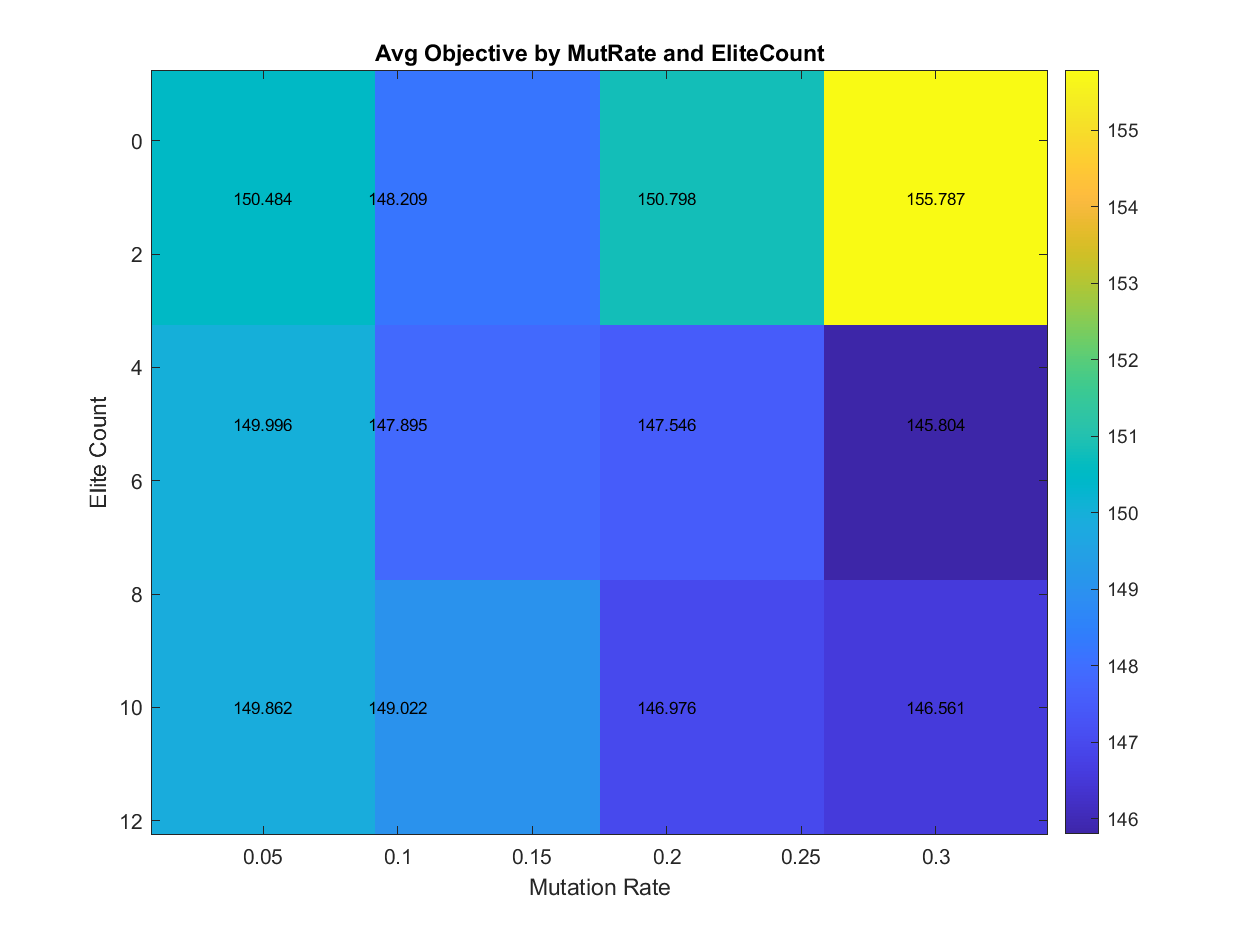 Avg Objective by MutRate and EliteCount
0
2
4
6
8
10
12
Elite Count
150.484 148.209 150.798 155.787
149.996 147.895 147.546 145.804
149.862 149.022 146.976 146.561
0.05 0.1 0.15 0.2 0.25 0.3
Mutation Rate
155
154
153
152
151
150
149
148
147
146